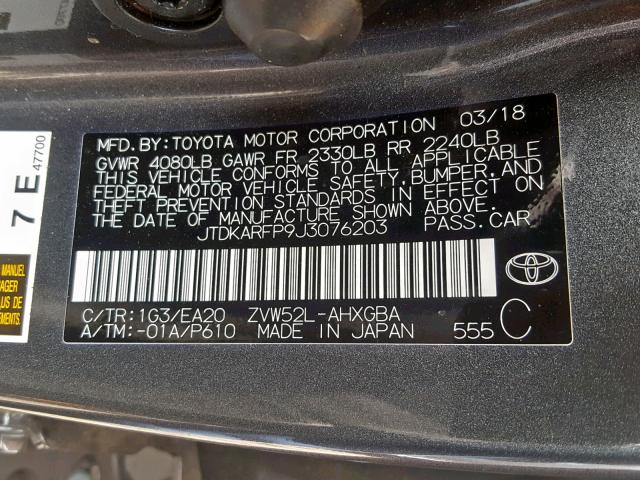 MFD. BY: TOYOTA MOTOR CORPORATION 03/18
GVWR 4080LB GAWR FR 2330LB RR 2240LB
THIS VEHICLE CONFORMS TO ALL APPLICABLE
FEDERAL MOTOR VEHICLE SAFETY, BUMPER, AND
THEFT PREVENTION STANDARDS IN EFFECT ON
THE DATE OF MANUFACTURE SHOWN ABOVE.
JTDKARFP9J3076203 PASS. CAR
C/TR: 1G3/EA20 ZVW52L-AHXGBA
A/TM: -01A/P610 MADE IN JAPAN 555 C
7 E 47700
MANUEL